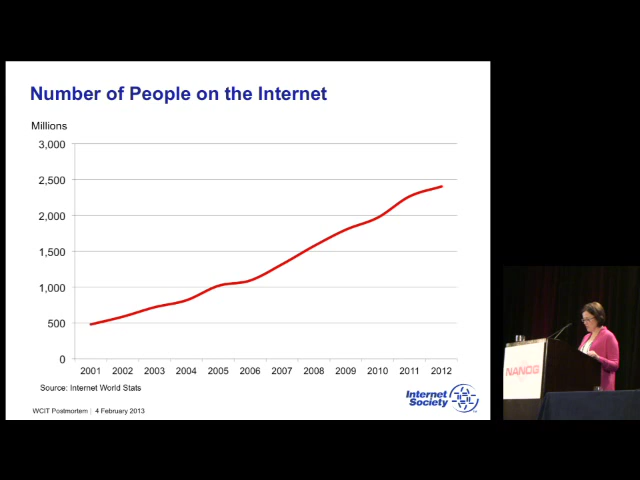 Number of People on the Internet
Millions
3,000
2,500
2,000
1,500
1,000
500
0
2001 2002 2003 2004 2005 2006 2007 2008 2009 2010 2011 2012
Source: Internet World Stats
Internet
Society
WCIT Postmortem | 4 February 2013
NANOG